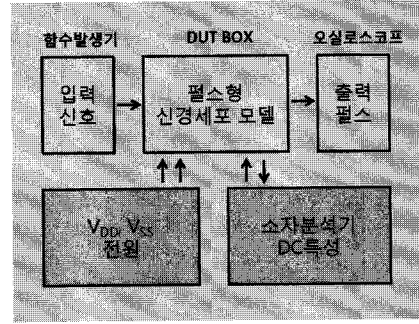 함수발생기 DUT BOX 오실로스코프
입력 펄스형 출력
신호 신경세포 모델 펄스
V_DD, V_SS 소자분석기
전원 DC특성